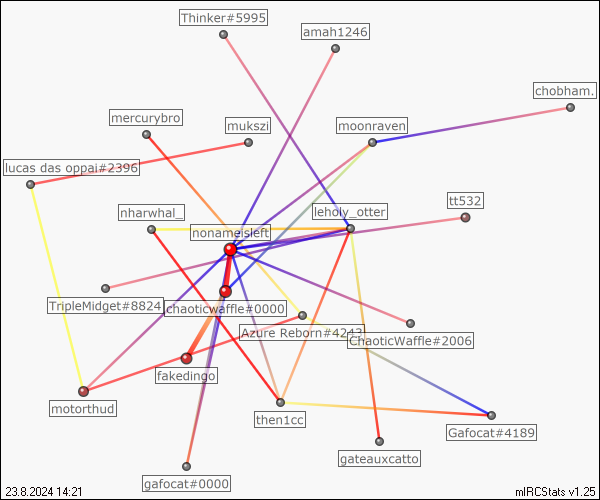 Thinker#5995
amah1246
chobham.
mercurybro
mukszi
moonraven
lucas das oppai#2396
tt532
nharwhal_
leholy_otter
nonameisleft
TripleMidget#8824
chaoticwaffle#0000
Azure Reborn#4243
ChaoticWaffle#2006
fakedingo
motorthud
then1cc
Gafocat#4189
gateauxcatto
gafocat#0000
23.8.2024 14:21
mIRCStats v1.25